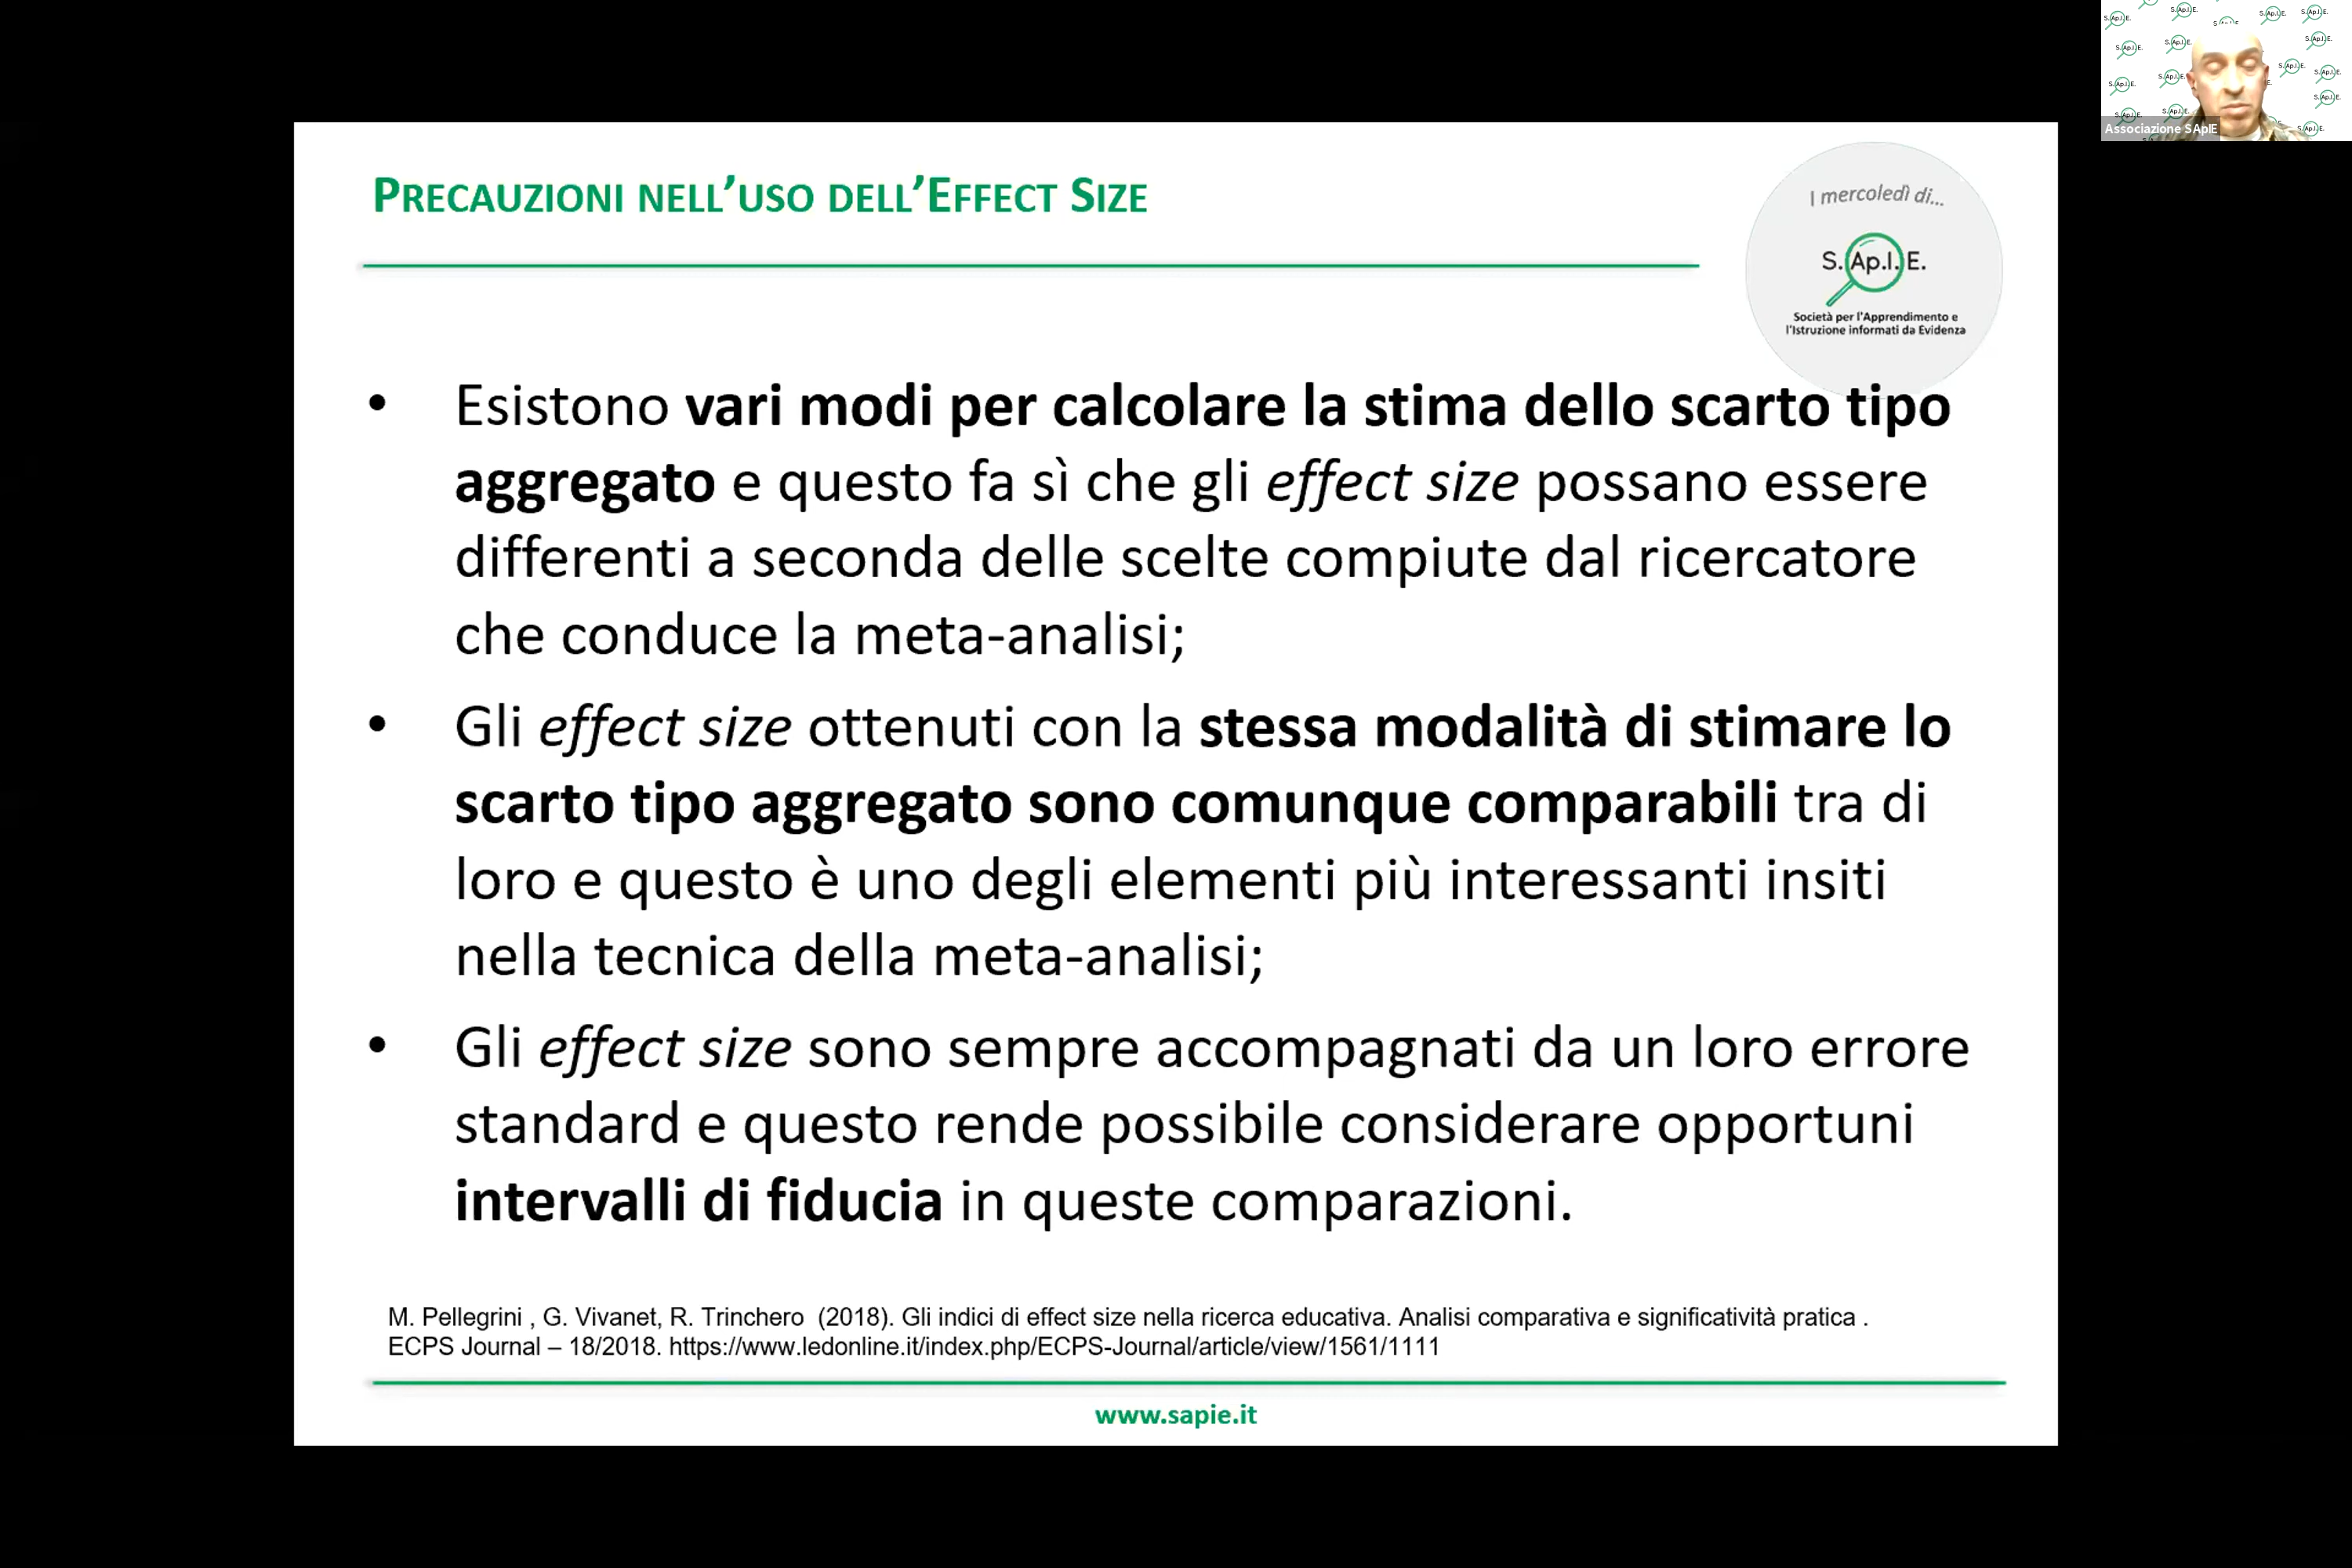 PRECAUZIONI NELL'USO DELL'EFFECT SIZE
I mercoledì di...
S.Ap.I.E.
Società per l'Apprendimento e
l'Istruzione informati da Evidenza
• Esistono vari modi per calcolare la stima dello scarto tipo
aggregato e questo fa sì che gli effect size possano essere
differenti a seconda delle scelte compiute dal ricercatore
che conduce la meta-analisi;
• Gli effect size ottenuti con la stessa modalità di stimare lo
scarto tipo aggregato sono comunque comparabili tra di
loro e questo è uno degli elementi più interessanti insiti
nella tecnica della meta-analisi;
• Gli effect size sono sempre accompagnati da un loro errore
standard e questo rende possibile considerare opportuni
intervalli di fiducia in queste comparazioni.
M. Pellegrini , G. Vivanet, R. Trinchero (2018). Gli indici di effect size nella ricerca educativa. Analisi comparativa e significatività pratica .
ECPS Journal – 18/2018. https://www.ledonline.it/index.php/ECPS-Journal/article/view/1561/1111
www.sapie.it
Associazione SApIE